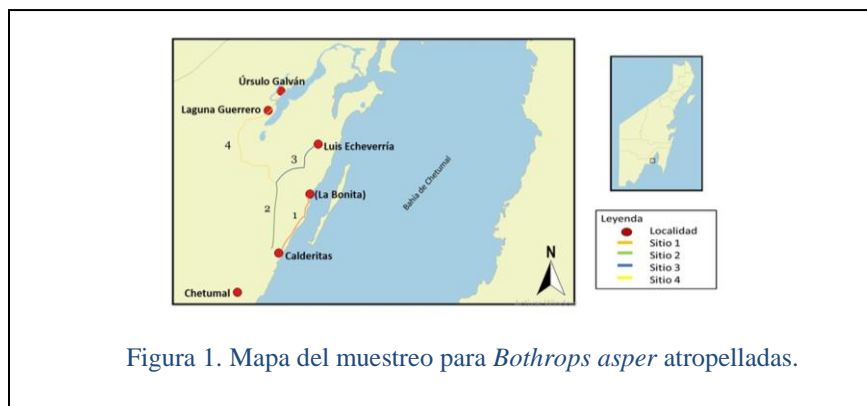 Úrsulo Galván
Laguna Guerrero
4
Luis Echeverría
3
(La Bonita)
2
1
Bahía de Chetumal
Calderitas
Chetumal
N
Leyenda
Localidad
Sitio 1
Sitio 2
Sitio 3
Sitio 4
Figura 1. Mapa del muestreo para Bothrops asper atropelladas.